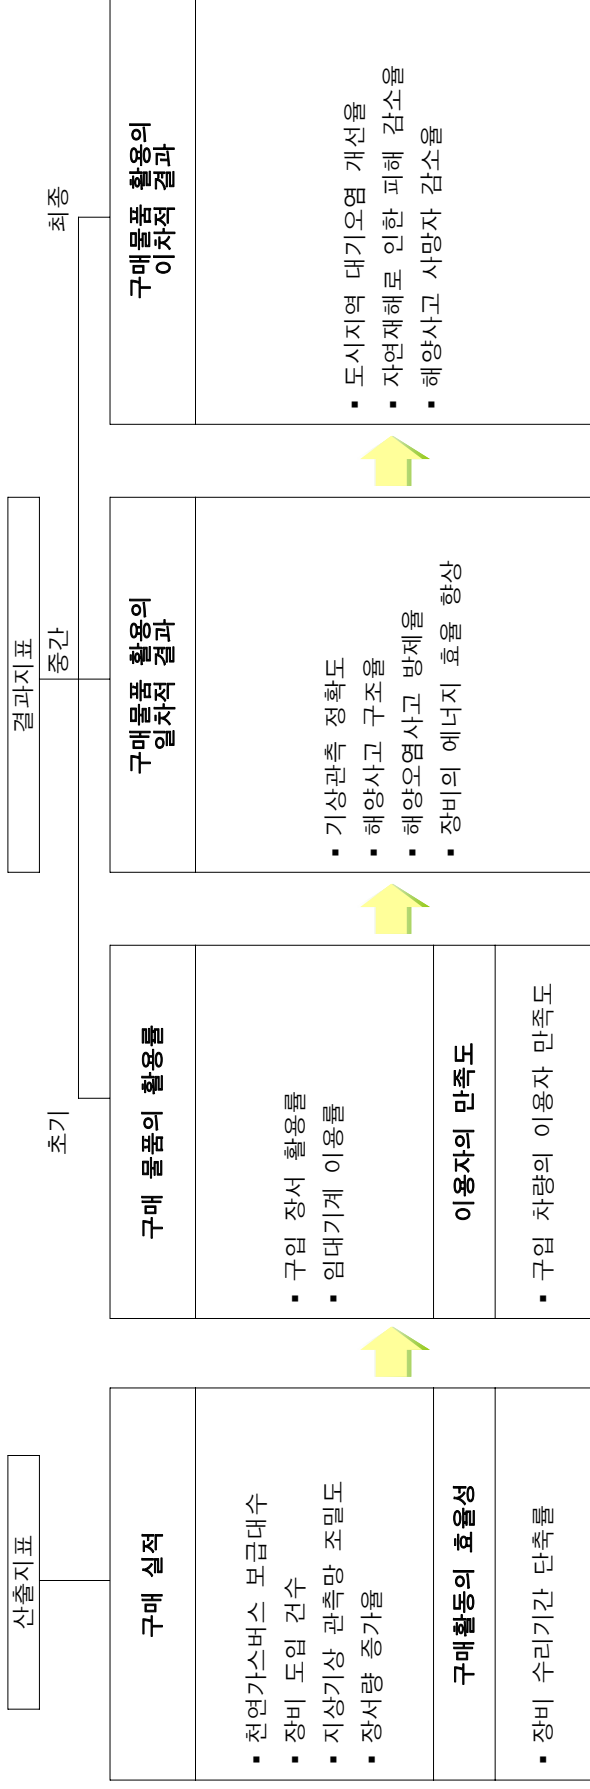 산출지표
구매 실적
▪ 천연가스버스 보급대수
▪ 장비 도입 건수
▪ 지상기상 관측망 조밀도
▪ 장서량 증가율
구매활동의 효율성
▪ 장비 수리기간 단축률
결과지표
초기
구매 물품의 활용률
▪ 구입 장서 활용률
▪ 임대기계 이용률
이용자의 만족도
▪ 구입 차량의 이용자 만족도
중간
구매물품 활용의
일차적 결과
▪ 기상관측 정확도
▪ 해양사고 구조율
▪ 해양오염사고 방제율
▪ 장비의 에너지 효율 향상
최종
구매물품 활용의
이차적 결과
▪ 도시지역 대기오염 개선율
▪ 자연재해로 인한 피해 감소율
▪ 해양사고 사망자 감소율